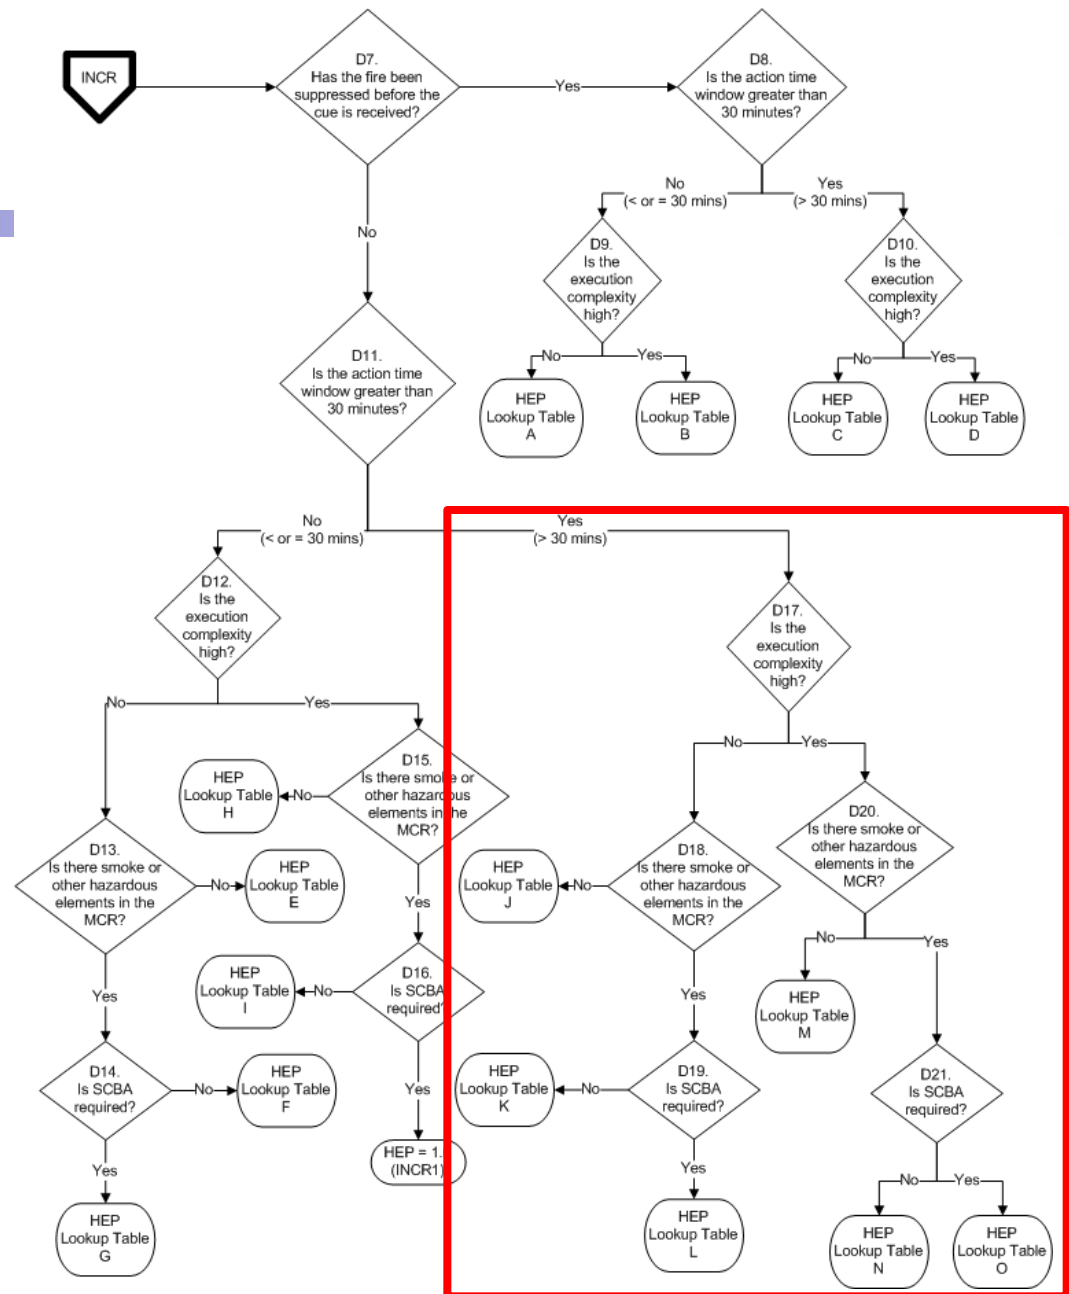 INCR
D7.
Has the fire been
suppressed before the
cue is received?
Yes
D8.
Is the action time
window greater than
30 minutes?
No
(< or = 30 mins)
Yes
(> 30 mins)
D9.
Is the
execution
complexity
high?
D10.
Is the
execution
complexity
high?
No
Yes
No
Yes
HEP
Lookup Table
A
HEP
Lookup Table
B
HEP
Lookup Table
C
HEP
Lookup Table
D
No
D11.
Is the action time
window greater than
30 minutes?
No
(< or = 30 mins)
Yes
(> 30 mins)
D12.
Is the
execution
complexity
high?
No
Yes
D15.
Is there smoke or
other hazardous
elements in the
MCR?
No
HEP
Lookup Table
H
D13.
Is there smoke or
other hazardous
elements in the
MCR?
No
HEP
Lookup Table
E
Yes
D16.
Is SCBA
required?
No
HEP
Lookup Table
I
Yes
D14.
Is SCBA
required?
No
HEP
Lookup Table
F
Yes
HEP = 1.
(INCR1)
Yes
HEP
Lookup Table
G
D17.
Is the
execution
complexity
high?
No
Yes
D18.
Is there smoke or
other hazardous
elements in the
MCR?
No
HEP
Lookup Table
J
D20.
Is there smoke or
other hazardous
elements in the
MCR?
No
Yes
HEP
Lookup Table
M
Yes
D19.
Is SCBA
required?
No
HEP
Lookup Table
K
D21.
Is SCBA
required?
Yes
HEP
Lookup Table
L
No
Yes
HEP
Lookup Table
N
HEP
Lookup Table
O